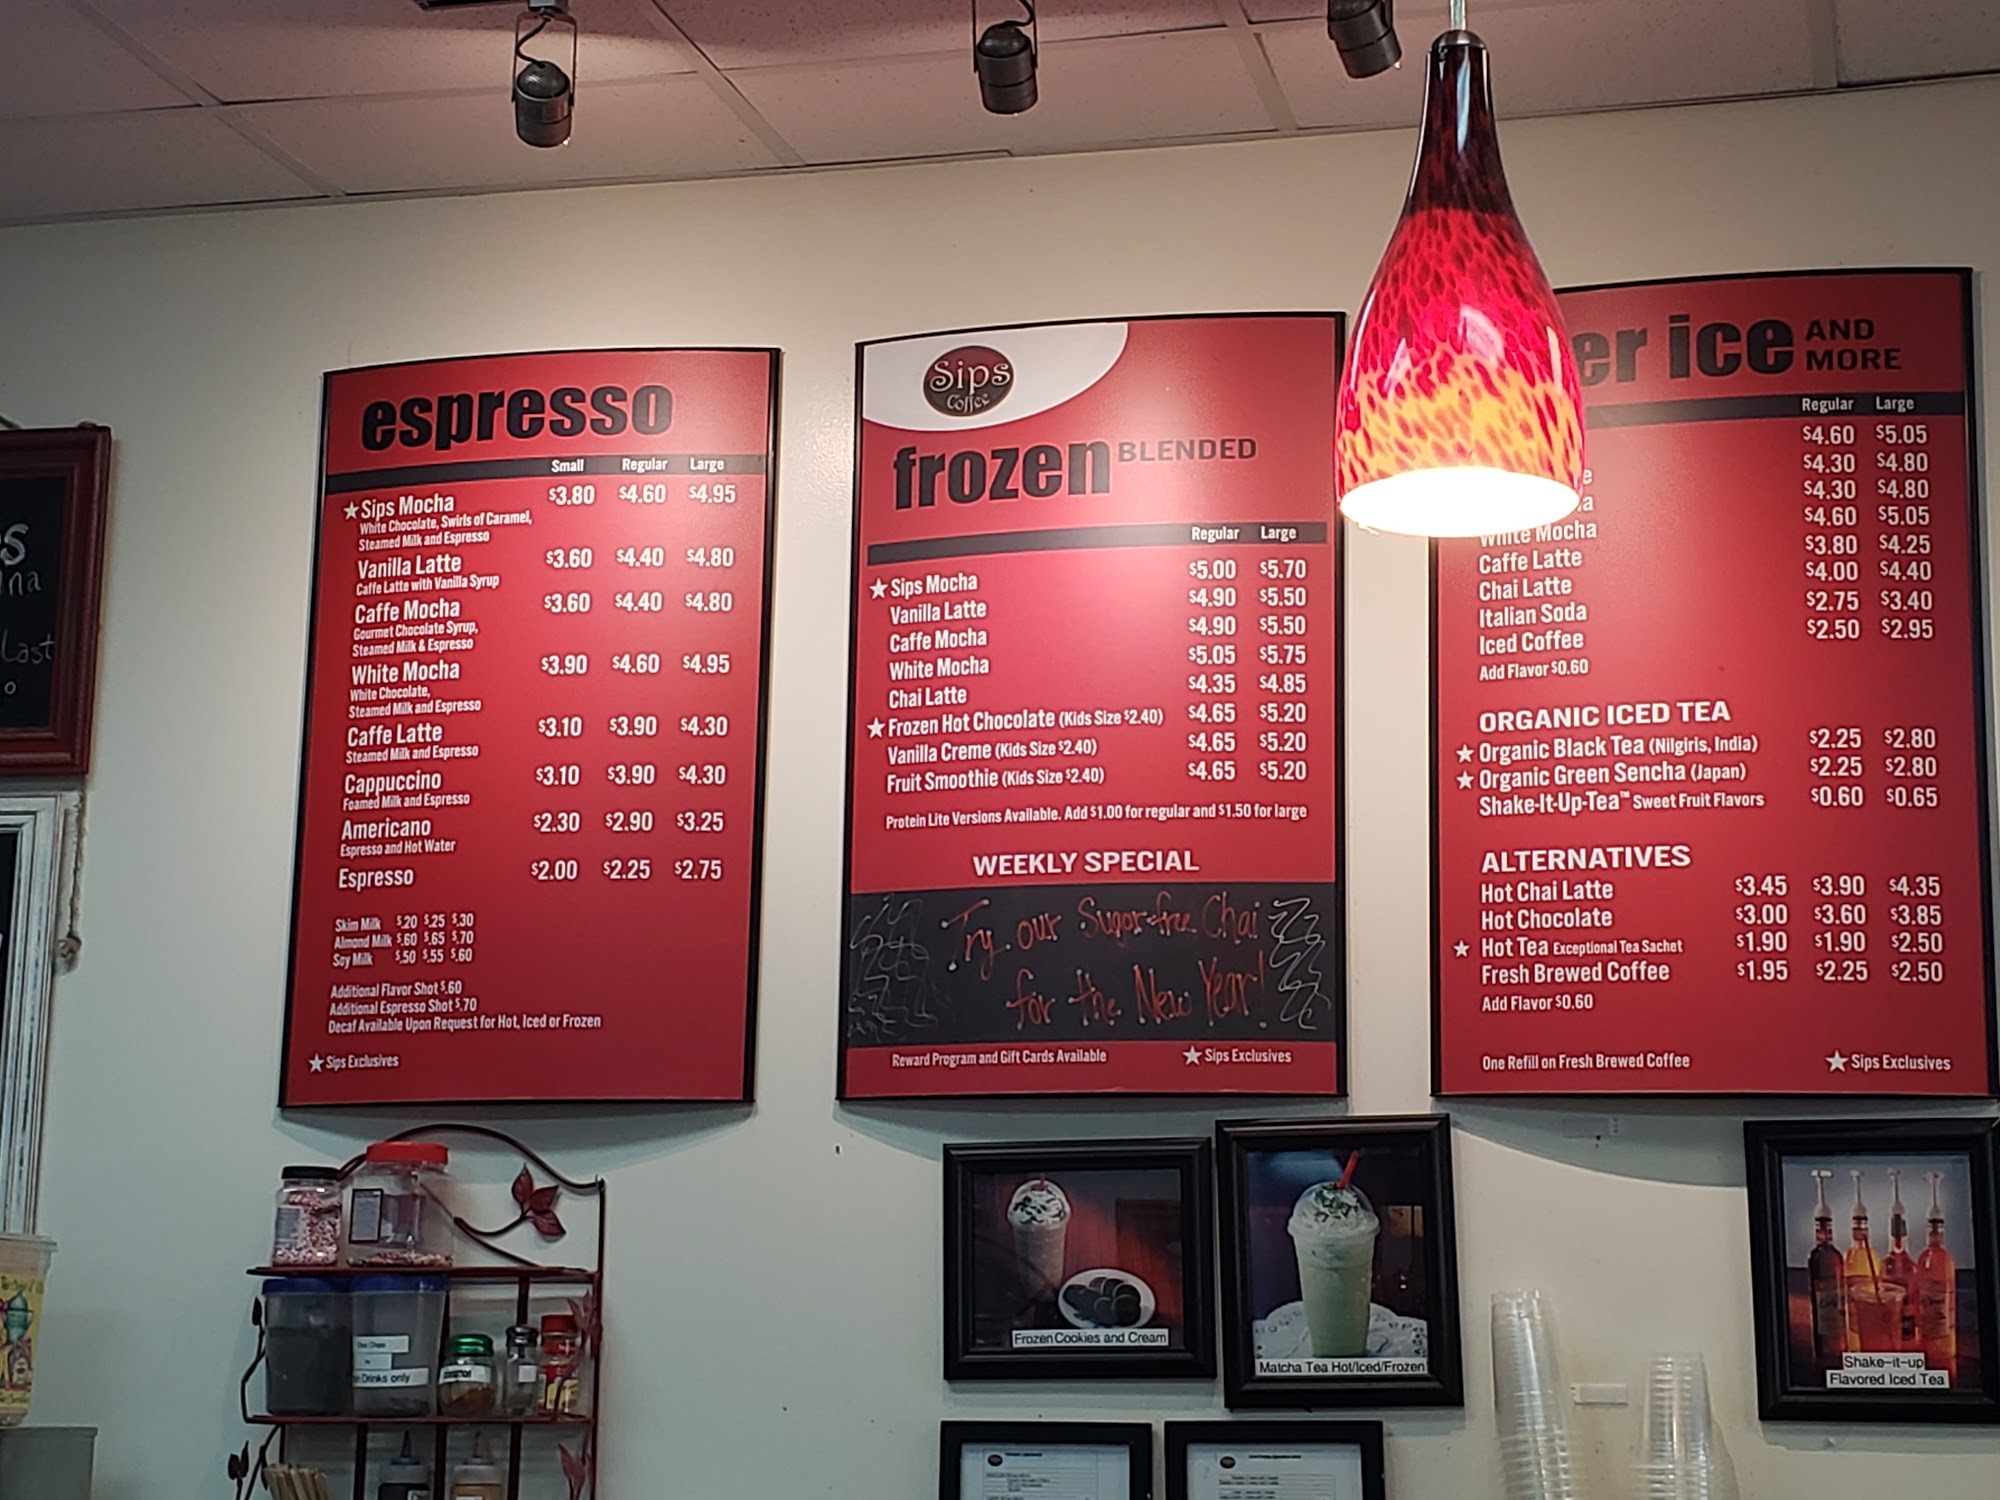 s
na
Last
o
espresso
Small Regular Large
★ Sips Mocha $3.80 $4.60 $4.95
White Chocolate, Swirls of Caramel,
Steamed Milk and Espresso
Vanilla Latte $3.60 $4.40 $4.80
Caffe Latte with Vanilla Syrup
Caffe Mocha $3.60 $4.40 $4.80
Gourmet Chocolate Syrup,
Steamed Milk & Espresso
White Mocha $3.90 $4.60 $4.95
White Chocolate,
Steamed Milk and Espresso
Caffe Latte $3.10 $3.90 $4.30
Steamed Milk and Espresso
Cappuccino $3.10 $3.90 $4.30
Foamed Milk and Espresso
Americano $2.30 $2.90 $3.25
Espresso and Hot Water
Espresso $2.00 $2.25 $2.75
Skim Milk $.20 $.25 $.30
Almond Milk $.60 $.65 $.70
Soy Milk $.50 $.55 $.60
Additional Flavor Shot $.60
Additional Espresso Shot $.70
Decaf Available Upon Request for Hot, Iced or Frozen
★ Sips Exclusives
Sips
Coffee
frozen BLENDED
Regular Large
★ Sips Mocha $5.00 $5.70
Vanilla Latte $4.90 $5.50
Caffe Mocha $4.90 $5.50
White Mocha $5.05 $5.75
Chai Latte $4.35 $4.85
★ Frozen Hot Chocolate (Kids Size $2.40) $4.65 $5.20
Vanilla Creme (Kids Size $2.40) $4.65 $5.20
Fruit Smoothie (Kids Size $2.40) $4.65 $5.20
Protein Lite Versions Available. Add $1.00 for regular and $1.50 for large
WEEKLY SPECIAL
Try our Sugar-free Chai
for the New Year!
Reward Program and Gift Cards Available ★ Sips Exclusives
er ice AND MORE
Regular Large
$4.60 $5.05
e $4.30 $4.80
a $4.30 $4.80
White Mocha $4.60 $5.05
Caffe Latte $3.80 $4.25
Chai Latte $4.00 $4.40
Italian Soda $2.75 $3.40
Iced Coffee $2.50 $2.95
Add Flavor $0.60
ORGANIC ICED TEA
★ Organic Black Tea (Nilgiris, India) $2.25 $2.80
★ Organic Green Sencha (Japan) $2.25 $2.80
Shake-It-Up-Tea™ Sweet Fruit Flavors $0.60 $0.65
ALTERNATIVES
Hot Chai Latte $3.45 $3.90 $4.35
Hot Chocolate $3.00 $3.60 $3.85
★ Hot Tea Exceptional Tea Sachet $1.90 $1.90 $2.50
Fresh Brewed Coffee $1.95 $2.25 $2.50
Add Flavor $0.60
One Refill on Fresh Brewed Coffee ★ Sips Exclusives
Frozen Cookies and Cream
Matcha Tea Hot/Iced/Frozen
Shake-it-up
Flavored Iced Tea
Drinks only